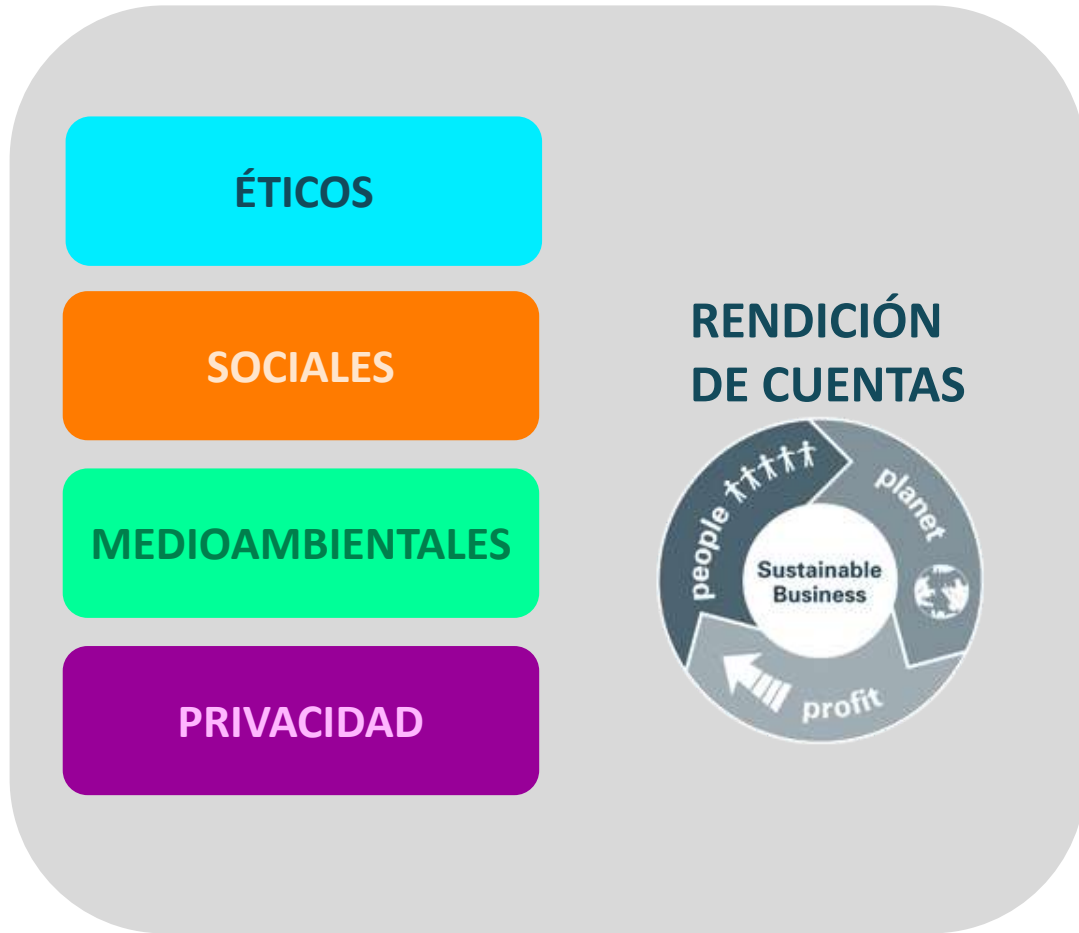 ÉTICOS
SOCIALES
MEDIOAMBIENTALES
PRIVACIDAD
RENDICIÓN
DE CUENTAS
people
planet
Sustainable
Business
profit